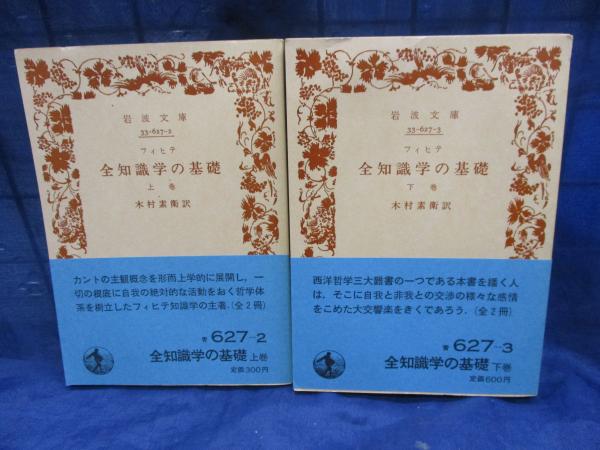 岩波文庫
33-627-2
フィヒテ
全知識学の基礎
上巻
木村素衞訳
カントの主観概念を形而上学的に展開し，一
切の根底に自我の絶対的な活動をおく哲学体
系を樹立したフィヒテ知識学の主著．(全2冊)
青 627-2
全知識学の基礎 上巻
定価300円
岩波文庫
33-627-3
フィヒテ
全知識学の基礎
下巻
木村素衞訳
西洋哲学三大難書の一つである本書を繙く人
は，そこに自我と非我との交渉の様々な感情
をこめた大交響楽をきくであろう．(全2冊)
青 627-3
全知識学の基礎 下巻
定価600円